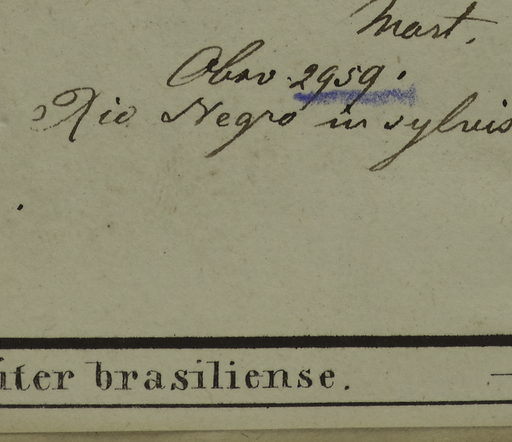 Mart.
Obsv. 2959.
Rio Negro in sylvis
iter brasiliense.